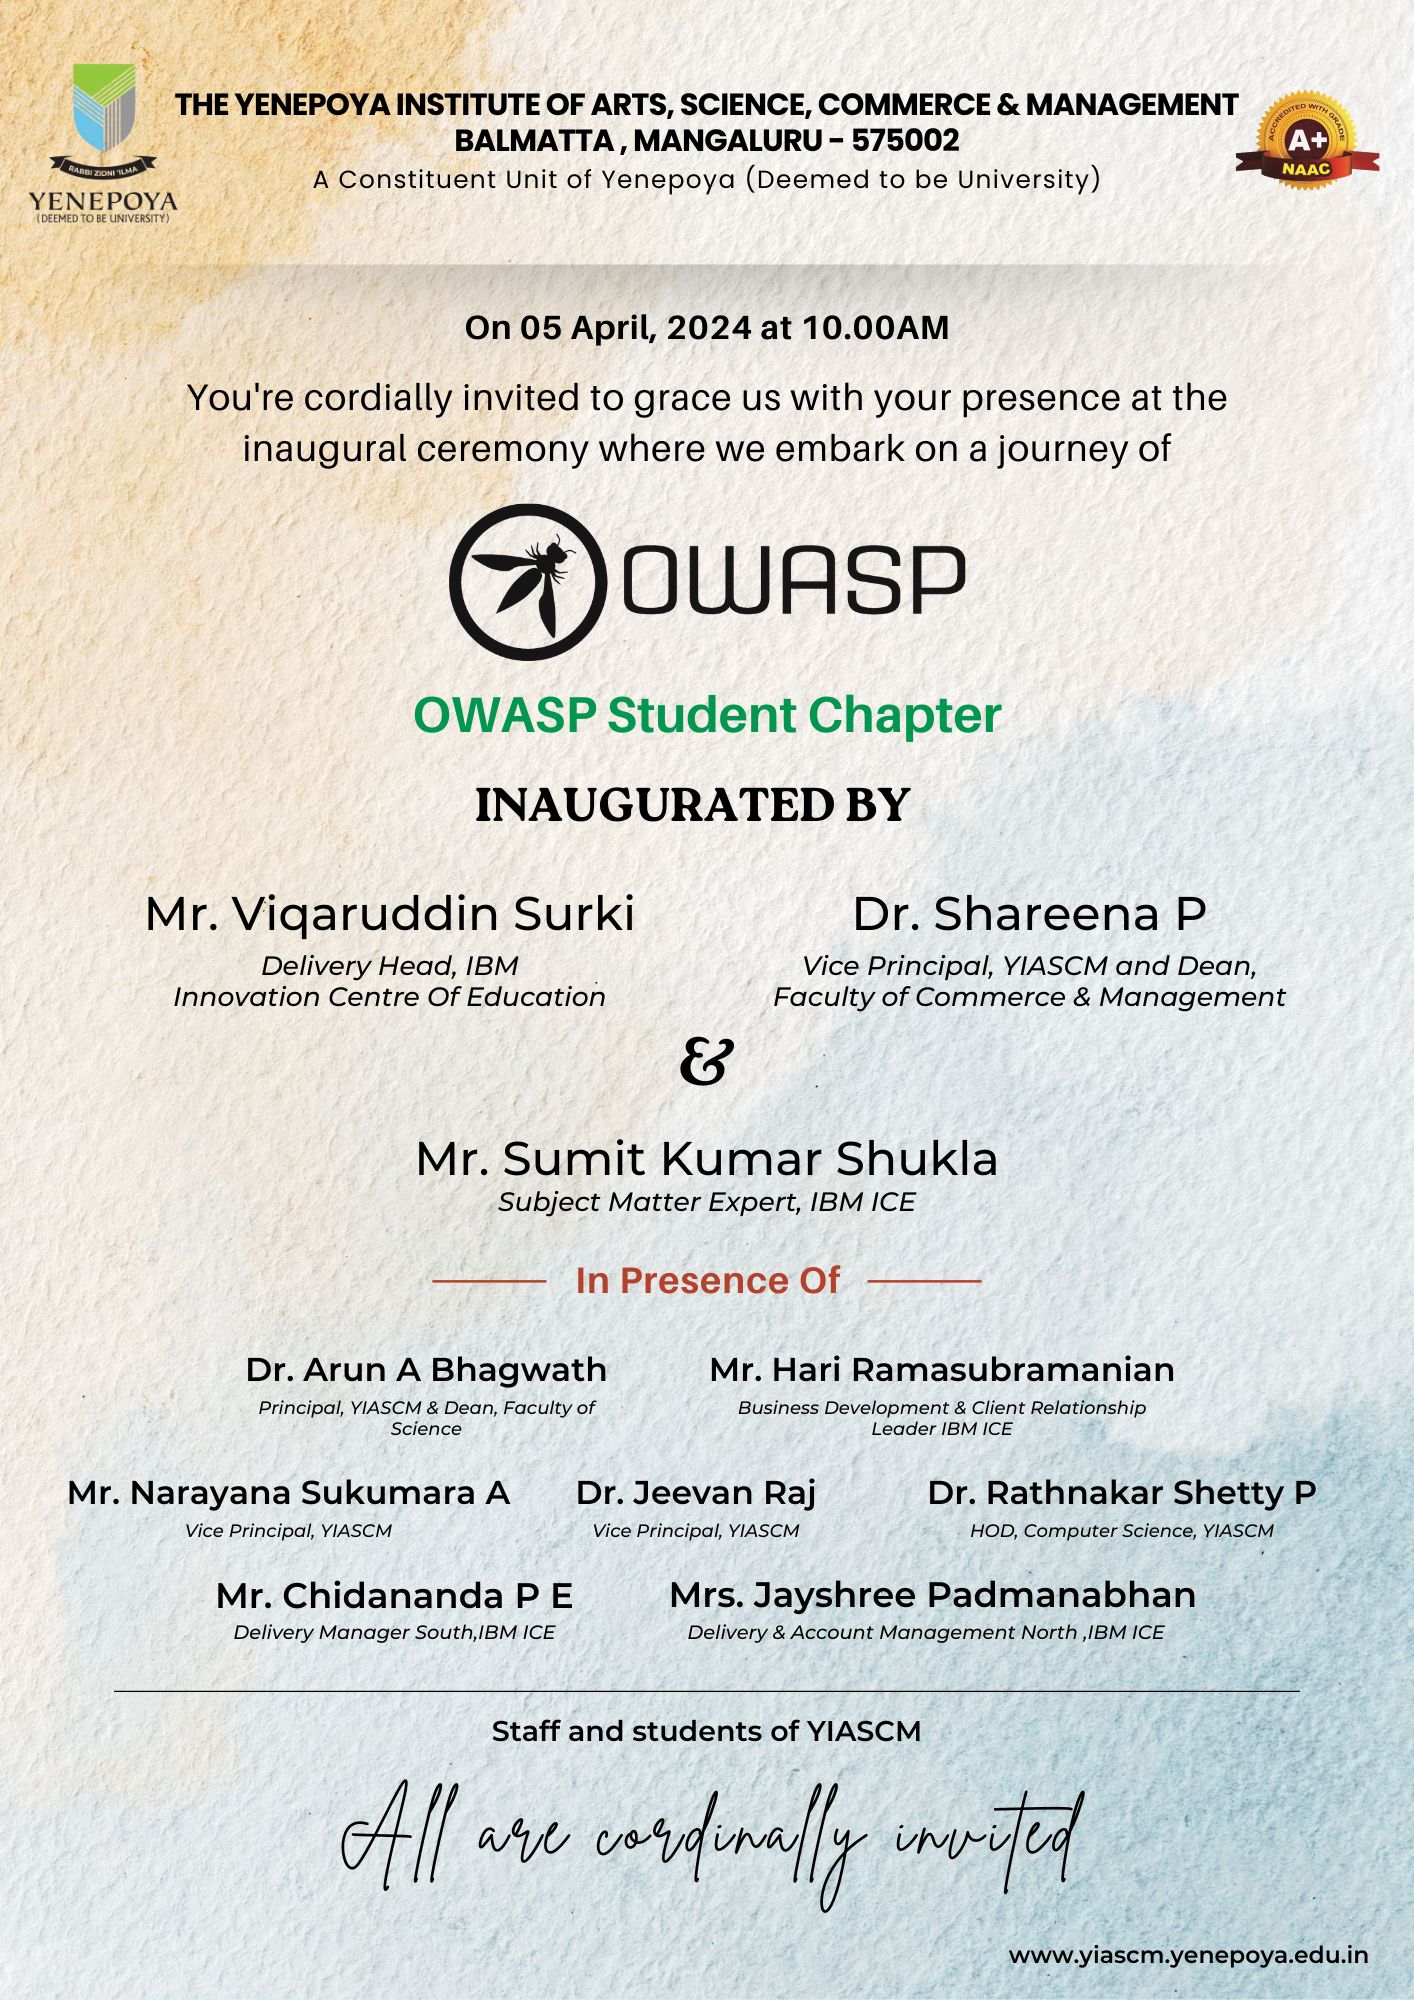 THE YENEPOYA INSTITUTE OF ARTS, SCIENCE, COMMERCE & MANAGEMENT
BALMATTA , MANGALURU - 575002
A Constituent Unit of Yenepoya (Deemed to be University)
RABBI ZIDNI 'ILMA
YENEPOYA
(DEEMED TO BE UNIVERSITY)
ACCREDITED WITH GRADE
A+
NAAC
On 05 April, 2024 at 10.00AM
You're cordially invited to grace us with your presence at the
inaugural ceremony where we embark on a journey of
OWASP
OWASP Student Chapter
INAUGURATED BY
Mr. Viqaruddin Surki
Delivery Head, IBM
Innovation Centre Of Education
Dr. Shareena P
Vice Principal, YIASCM and Dean,
Faculty of Commerce & Management
&
Mr. Sumit Kumar Shukla
Subject Matter Expert, IBM ICE
In Presence Of
Dr. Arun A Bhagwath
Principal, YIASCM & Dean, Faculty of
Science
Mr. Hari Ramasubramanian
Business Development & Client Relationship
Leader IBM ICE
Mr. Narayana Sukumara A
Vice Principal, YIASCM
Dr. Jeevan Raj
Vice Principal, YIASCM
Dr. Rathnakar Shetty P
HOD, Computer Science, YIASCM
Mr. Chidananda P E
Delivery Manager South,IBM ICE
Mrs. Jayshree Padmanabhan
Delivery & Account Management North ,IBM ICE
Staff and students of YIASCM
All are cordinally invited
www.yiascm.yenepoya.edu.in